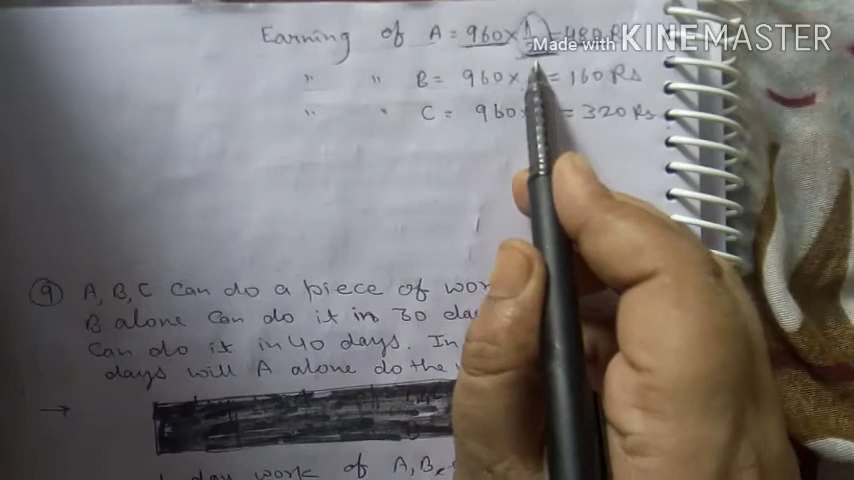 Earning of A = 960 × 1 = 480 R
Made with KINEMASTER
" " B = 960 × = 160 Rs
" " C = 960 × = 320 Rs
9 A, B, C can do a piece of wor
B alone can do it in 30 da
Can do it in 40 days. In
days will A alone do the
→
day work of A, B,